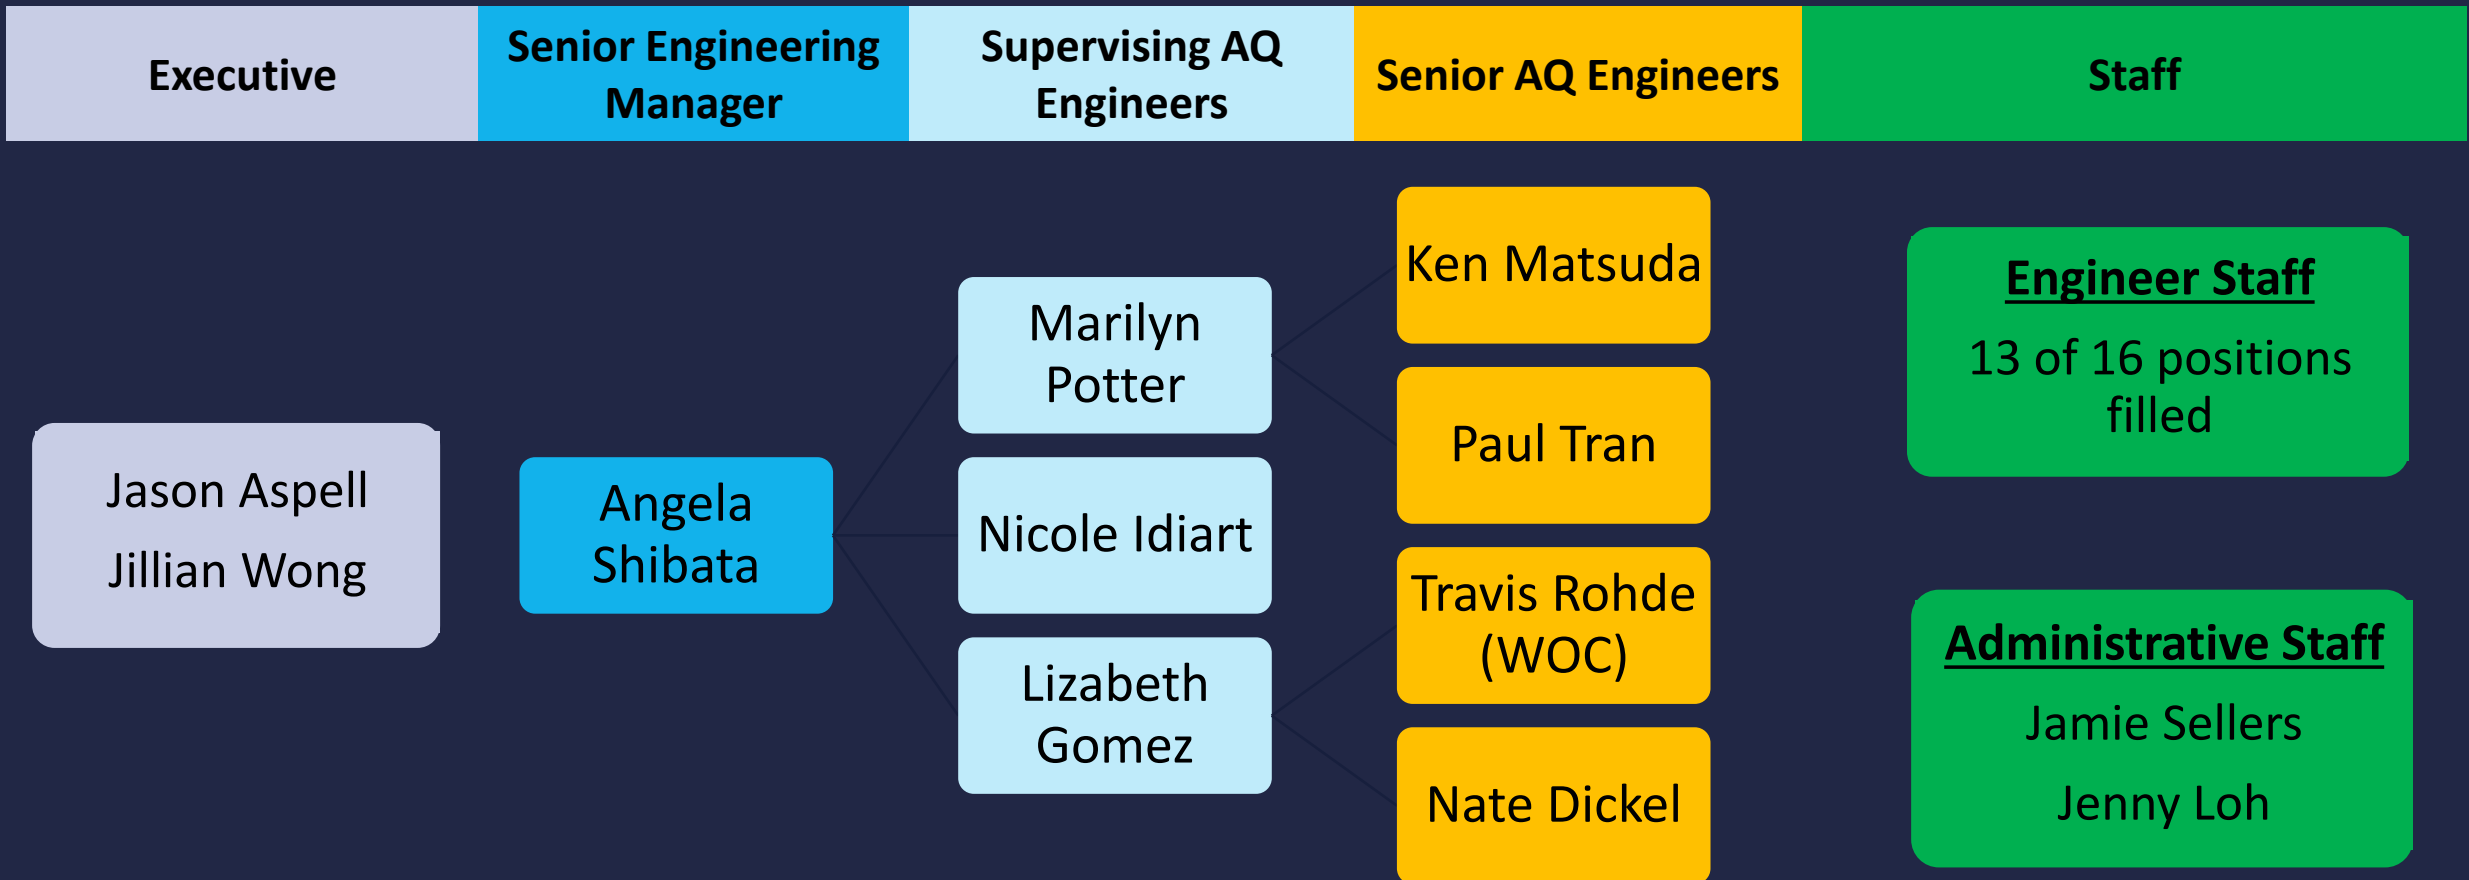 Executive
Senior Engineering
Manager
Supervising AQ
Engineers
Senior AQ Engineers
Staff
Jason Aspell
Jillian Wong
Angela
Shibata
Marilyn
Potter
Nicole Idiart
Lizabeth
Gomez
Ken Matsuda
Paul Tran
Travis Rohde
(WOC)
Nate Dickel
Engineer Staff
13 of 16 positions
filled
Administrative Staff
Jamie Sellers
Jenny Loh